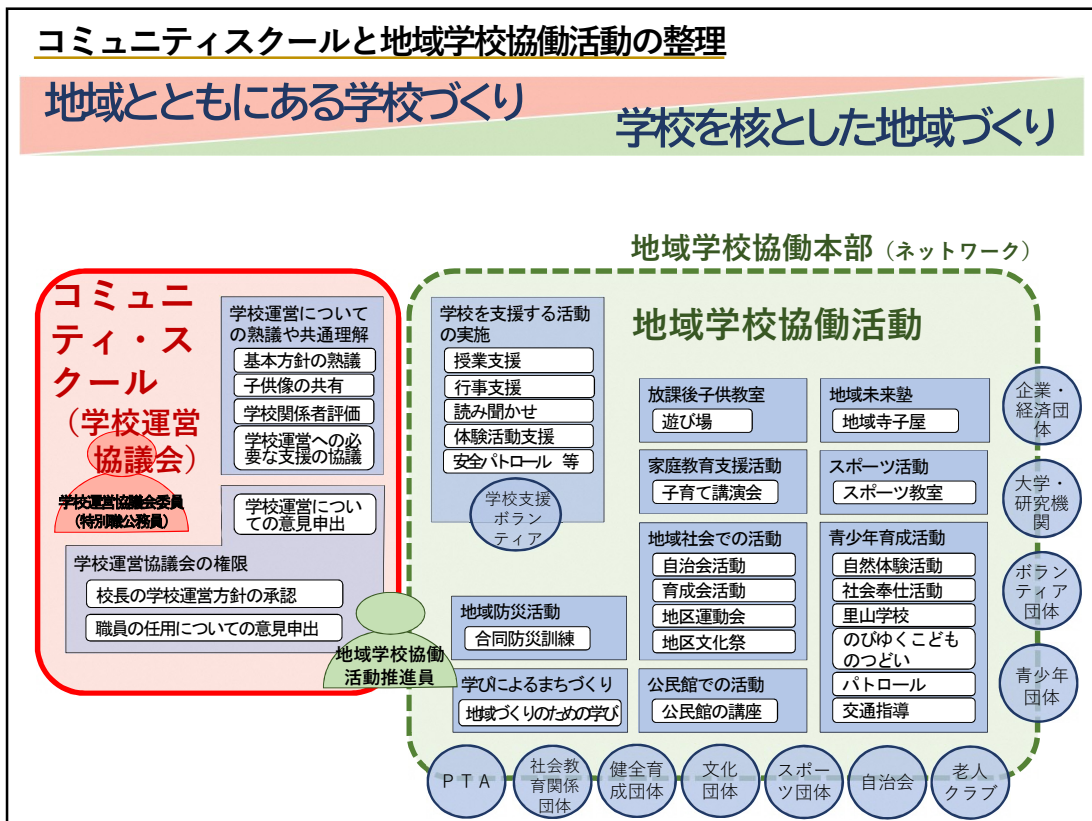 コミュニティスクールと地域学校協働活動の整理
地域とともにある学校づくり
学校を核とした地域づくり
地域学校協働本部（ネットワーク）
コミュニ
ティ・ス
クール
（学校運営
協議会）
学校運営協議会委員
（特別職公務員）
学校運営について
の熟議や共通理解
基本方針の熟議
子供像の共有
学校関係者評価
学校運営への必
要な支援の協議
学校運営につい
ての意見申出
学校運営協議会の権限
校長の学校運営方針の承認
職員の任用についての意見申出
地域学校協働
活動推進員
地域学校協働活動
学校を支援する活動
の実施
授業支援
行事支援
読み聞かせ
体験活動支援
安全パトロール 等
学校支援
ボラン
ティア
地域防災活動
合同防災訓練
学びによるまちづくり
地域づくりのための学び
放課後子供教室
遊び場
家庭教育支援活動
子育て講演会
地域社会での活動
自治会活動
育成会活動
地区運動会
地区文化祭
公民館での活動
公民館の講座
地域未来塾
地域寺子屋
スポーツ活動
スポーツ教室
青少年育成活動
自然体験活動
社会奉仕活動
里山学校
のびゆくこども
のつどい
パトロール
交通指導
企業・
経済団
体
大学・
研究機
関
ボラン
ティア
団体
青少年
団体
ＰＴＡ
社会教
育関係
団体
健全育
成団体
文化
団体
スポー
ツ団体
自治会
老人
クラブ